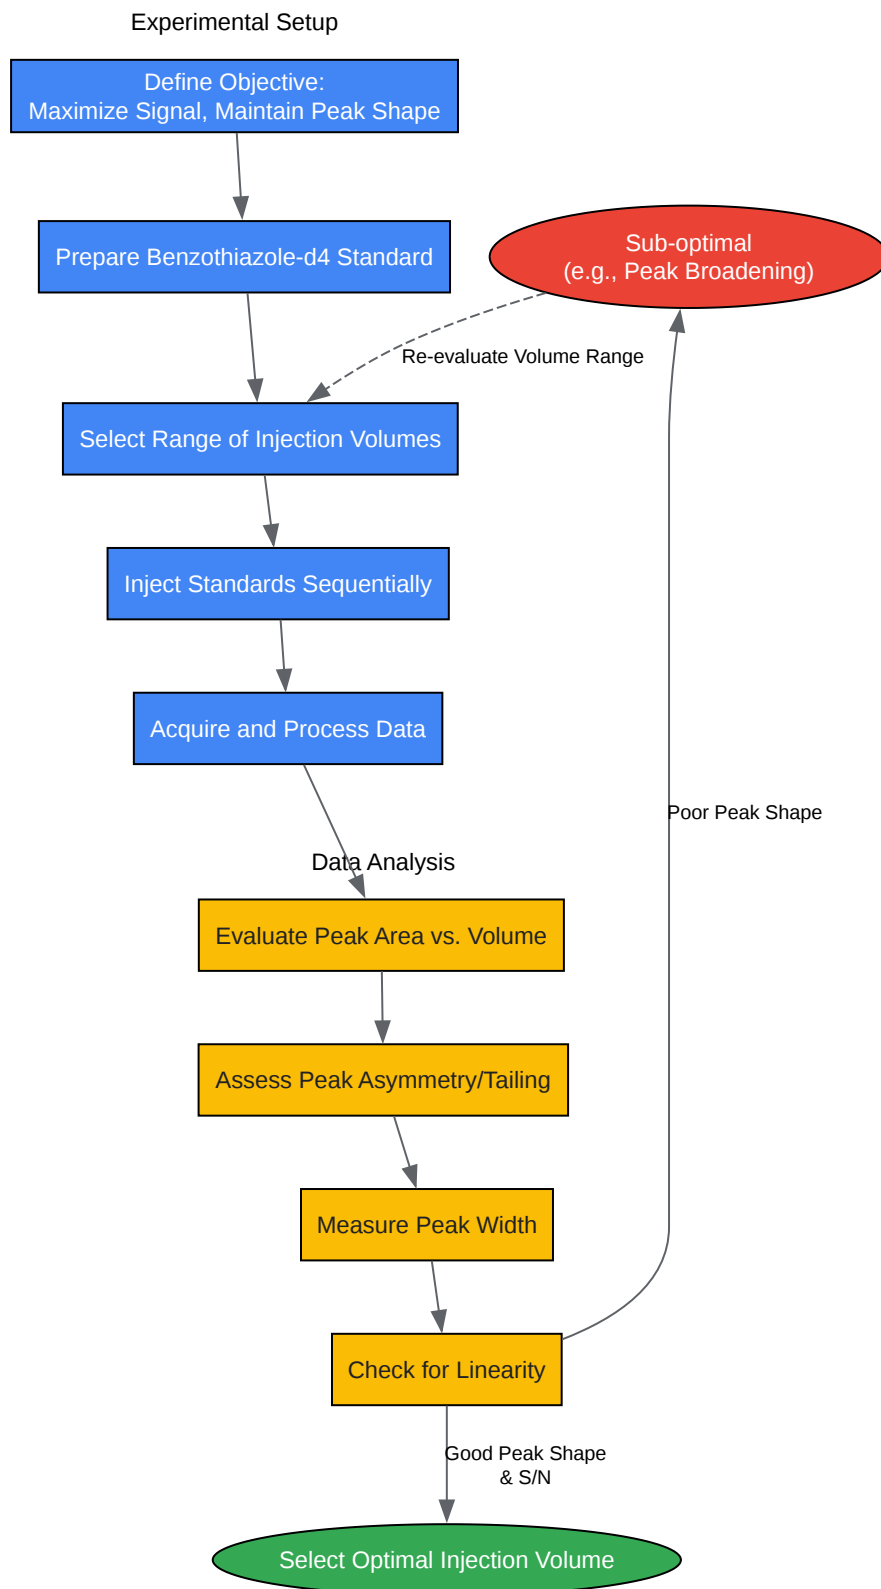 Experimental Setup
Define Objective:
Maximize Signal, Maintain Peak Shape
Prepare Benzothiazole-d4 Standard
Sub-optimal
(e.g., Peak Broadening)
Re-evaluate Volume Range
Select Range of Injection Volumes
Inject Standards Sequentially
Acquire and Process Data
Poor Peak Shape
Data Analysis
Evaluate Peak Area vs. Volume
Assess Peak Asymmetry/Tailing
Measure Peak Width
Check for Linearity
Good Peak Shape
& S/N
Select Optimal Injection Volume